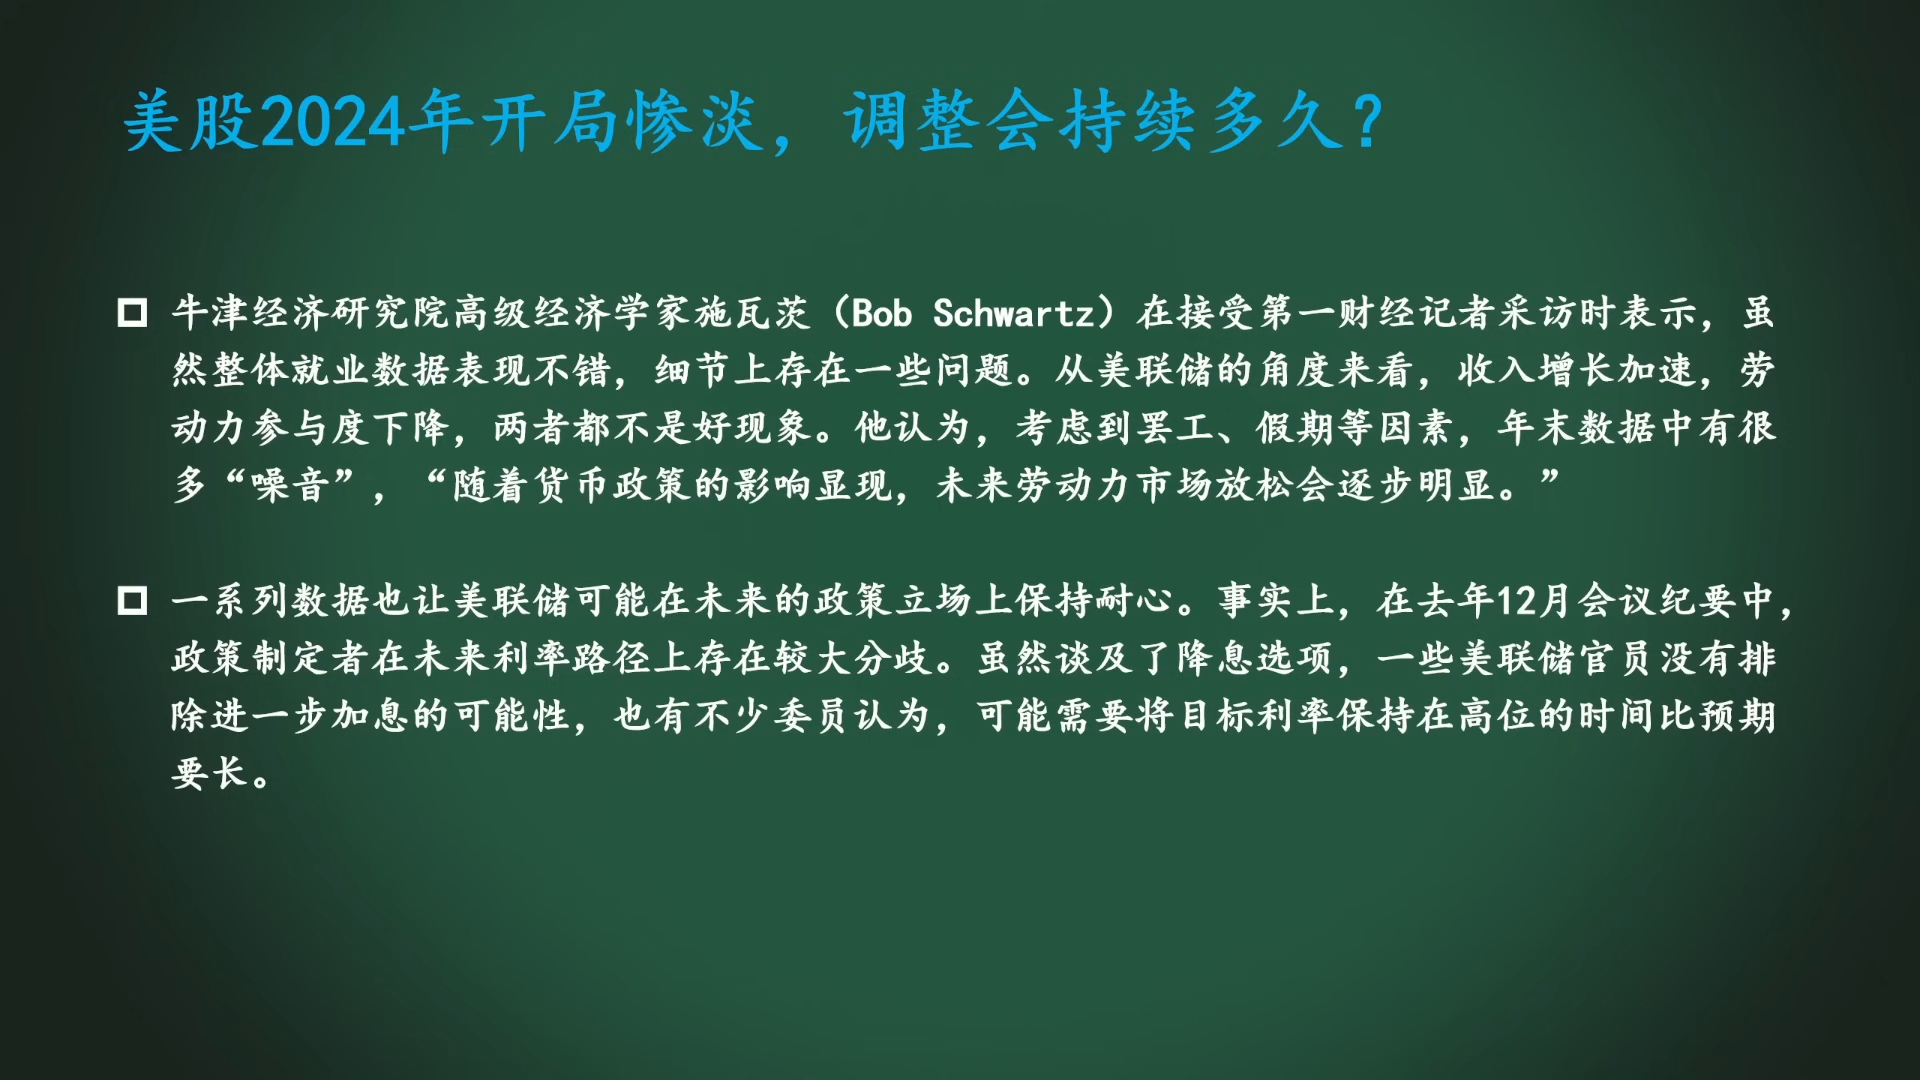 美股2024年开局惨淡，调整会持续多久？
牛津经济研究院高级经济学家施瓦茨（Bob Schwartz）在接受第一财经记者采访时表示，虽
然整体就业数据表现不错，细节上存在一些问题。从美联储的角度来看，收入增长加速，劳
动力参与度下降，两者都不是好现象。他认为，考虑到罢工、假期等因素，年末数据中有很
多“噪音”，“随着货币政策的影响显现，未来劳动力市场放松会逐步明显。”
一系列数据也让美联储可能在未来的政策立场上保持耐心。事实上，在去年12月会议纪要中，
政策制定者在未来利率路径上存在较大分歧。虽然谈及了降息选项，一些美联储官员没有排
除进一步加息的可能性，也有不少委员认为，可能需要将目标利率保持在高位的时间比预期
要长。